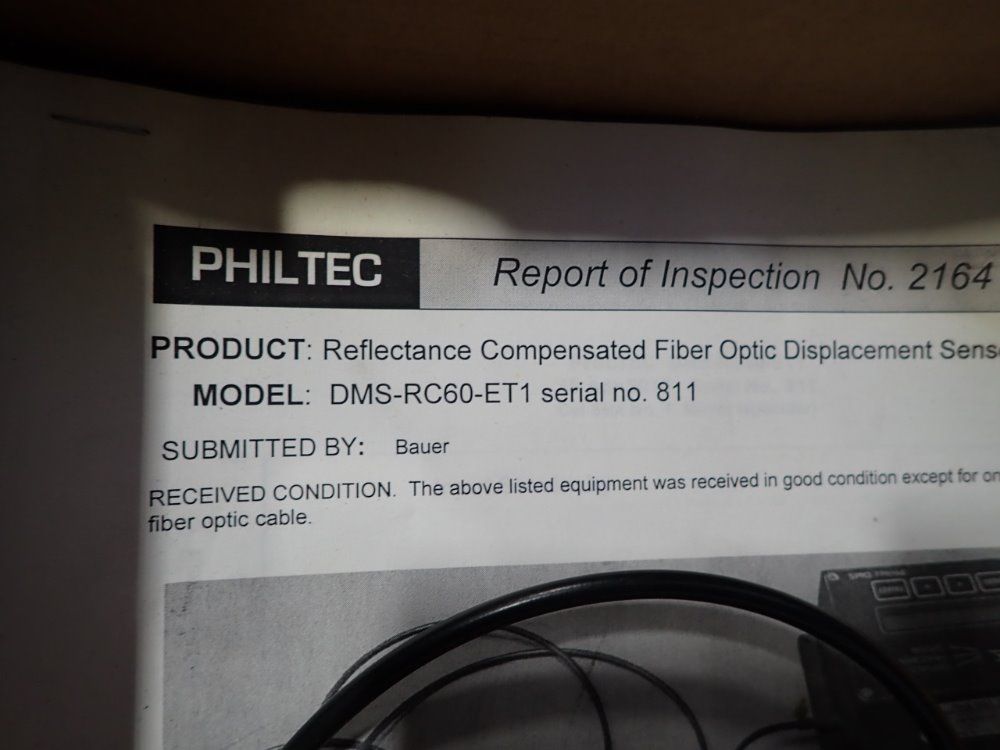 PHILTEC
Report of Inspection No. 2164
PRODUCT: Reflectance Compensated Fiber Optic Displacement Sens
MODEL: DMS-RC60-ET1 serial no. 811
SUBMITTED BY: Bauer
RECEIVED CONDITION. The above listed equipment was received in good condition except for on
fiber optic cable.